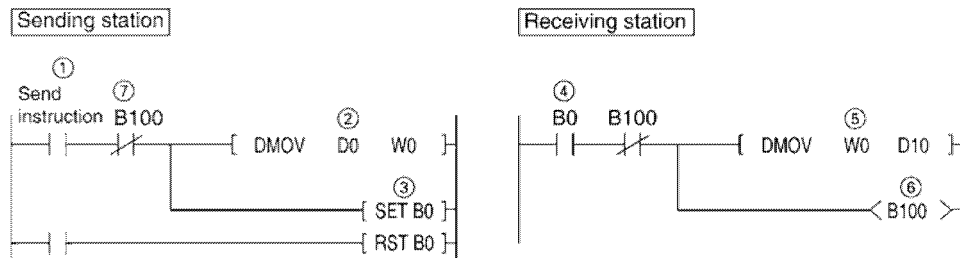 Sending station
Receiving station
①
Send
instruction
⑦
B100
②
DMOV D0 W0
③
SET B0
RST B0
④
B0
B100
⑤
DMOV W0 D10
⑥
B100